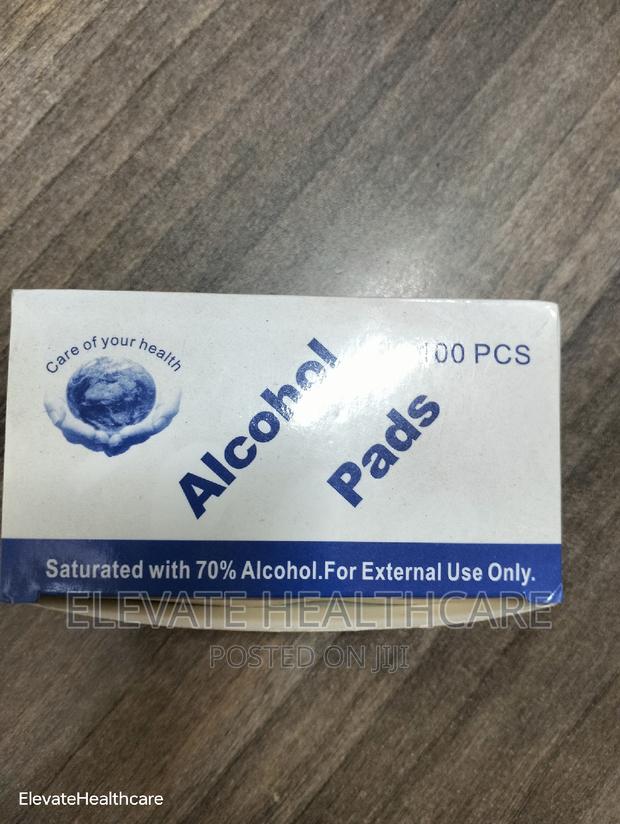 Care of your health
100 PCS
Alcohol
Pads
Saturated with 70% Alcohol.For External Use Only.
ELEVATE HEALTHCARE
POSTED ON JIJI
ElevateHealthcare